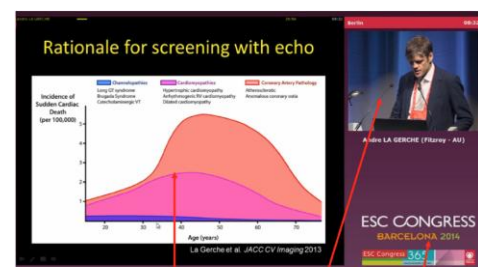 Berlin
Rationale for screening with echo
Incidence of
Sudden Cardiac
Death
(per 100,000)
Channelopathies
Long QT syndrome
Brugada Syndrome
Catecholaminergic VT
Cardiomyopathies
Hypertrophic cardiomyopathy
Arrhythmogenic RV cardiomyopathy
Dilated cardiomyopathy
Coronary Artery Pathology
Atherosclerosis
Anomalous coronary ostia
5
4
3
2
1
20
30
40
50
60
70
Age (years)
La Gerche et al. JACC CV Imaging 2013
Andre LA GERCHE (Fitzroy - AU)
ESC CONGRESS
BARCELONA 2014
ESC Congress 365